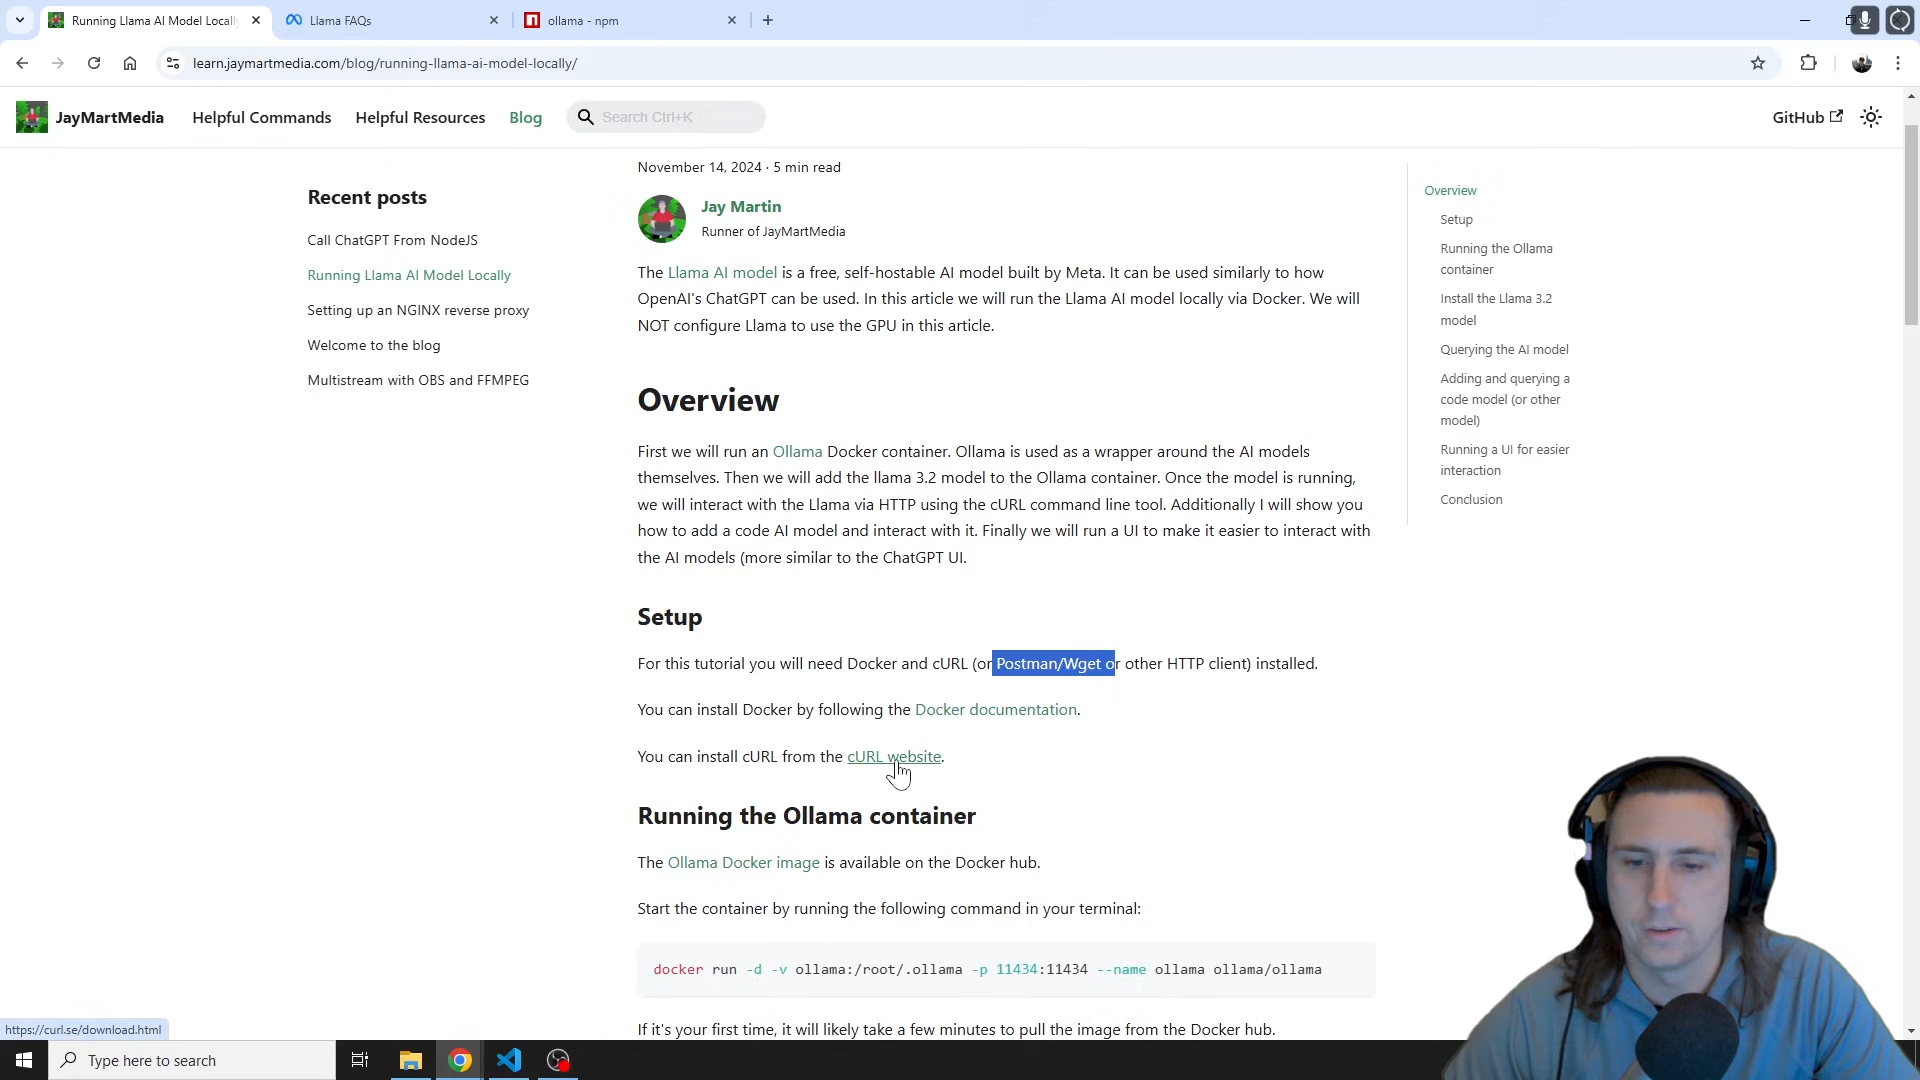 Running Llama AI Model Locally
Llama FAQs
ollama - npm
learn.jaymartmedia.com/blog/running-llama-ai-model-locally/
JayMartMedia
Helpful Commands
Helpful Resources
Blog
Search Ctrl+K
GitHub
November 14, 2024 · 5 min read
Jay Martin
Runner of JayMartMedia
Recent posts
Call ChatGPT From NodeJS
Running Llama AI Model Locally
Setting up an NGINX reverse proxy
Welcome to the blog
Multistream with OBS and FFMPEG
The Llama AI model is a free, self-hostable AI model built by Meta. It can be used similarly to how
OpenAI's ChatGPT can be used. In this article we will run the Llama AI model locally via Docker. We will
NOT configure Llama to use the GPU in this article.
Overview
First we will run an Ollama Docker container. Ollama is used as a wrapper around the AI models
themselves. Then we will add the llama 3.2 model to the Ollama container. Once the model is running,
we will interact with the Llama via HTTP using the cURL command line tool. Additionally I will show you
how to add a code AI model and interact with it. Finally we will run a UI to make it easier to interact with
the AI models (more similar to the ChatGPT UI.
Setup
For this tutorial you will need Docker and cURL (or Postman/Wget or other HTTP client) installed.
You can install Docker by following the Docker documentation.
You can install cURL from the cURL website.
Running the Ollama container
The Ollama Docker image is available on the Docker hub.
Start the container by running the following command in your terminal:
docker run -d -v ollama:/root/.ollama -p 11434:11434 --name ollama ollama/ollama
If it's your first time, it will likely take a few minutes to pull the image from the Docker hub.
Overview
Setup
Running the Ollama
container
Install the Llama 3.2
model
Querying the AI model
Adding and querying a
code model (or other
model)
Running a UI for easier
interaction
Conclusion
https://curl.se/download.html
Type here to search